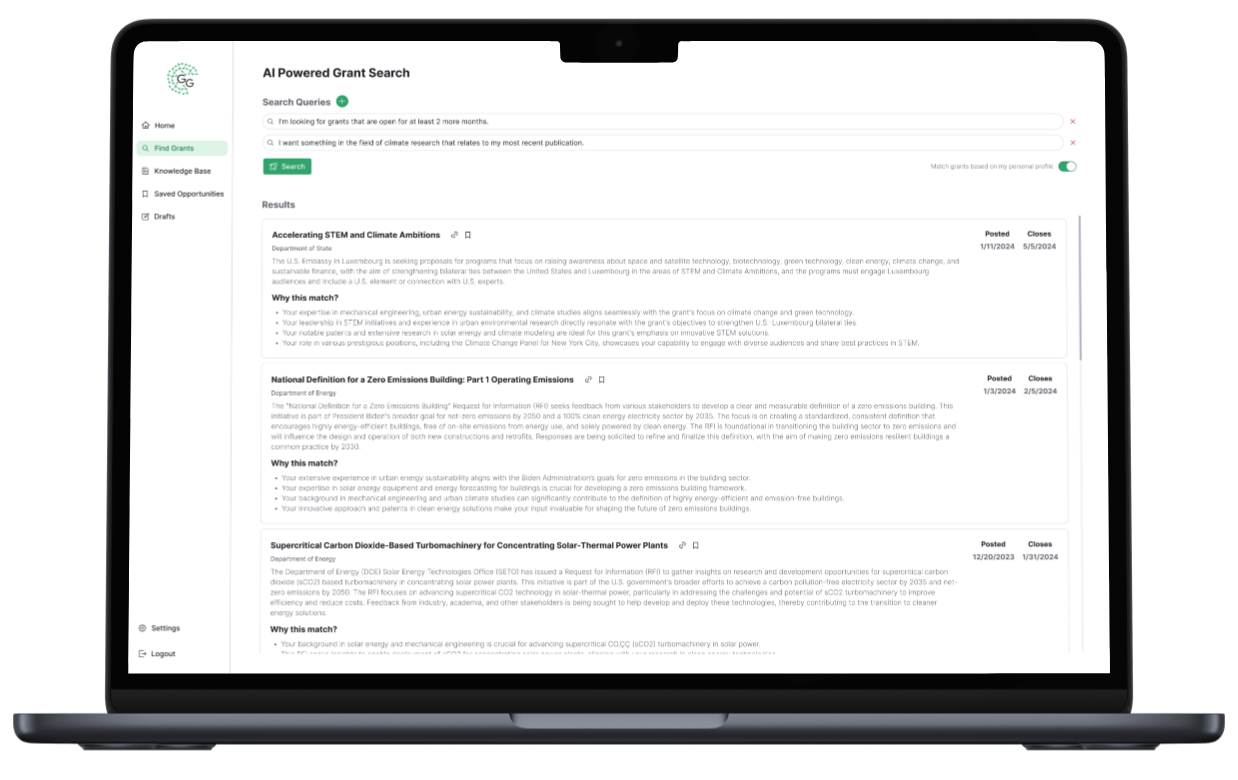 GG
AI Powered Grant Search
Search Queries
I'm looking for grants that are open for at least 2 more months.
I want something in the field of climate research that relates to my most recent publication.
Search
Match grants based on my personal profile
Home
Find Grants
Knowledge Base
Saved Opportunities
Drafts
Settings
Logout
Results
Accelerating STEM and Climate Ambitions
Posted Closes
1/11/2024 5/5/2024
Department of State
The U.S. Embassy in Luxembourg is seeking proposals for programs that focus on raising awareness about space and satellite technology, biotechnology, green technology, clean energy, climate change, and
sustainable finance, with the aim of strengthening bilateral ties between the United States and Luxembourg in the areas of STEM and Climate Ambitions, and the programs must engage Luxembourg
audiences and include a U.S. element or connection with U.S. experts.
Why this match?
• Your expertise in mechanical engineering, urban energy sustainability, and climate studies aligns seamlessly with the grant's focus on climate change and green technology.
• Your leadership in STEM initiatives and experience in urban environmental research directly resonate with the grant's objectives to strengthen U.S.-Luxembourg bilateral ties.
• Your notable patents and extensive research in solar energy and climate modeling are ideal for this grant's emphasis on innovative STEM solutions.
• Your role in various prestigious positions, including the Climate Change Panel for New York City, showcases your capability to engage with diverse audiences and share best practices in STEM.
National Definition for a Zero Emissions Building: Part 1 Operating Emissions
Posted Closes
1/3/2024 2/5/2024
Department of Energy
The "National Definition for a Zero Emissions Building" Request for Information (RFI) seeks feedback from various stakeholders to develop a clear and measurable definition of a zero emissions building. This
initiative is part of President Biden's broader goal for net-zero emissions by 2050 and a 100% clean energy electricity sector by 2035. The focus is on creating a standardized, consistent definition that
encourages highly energy-efficient buildings, free of on-site emissions from energy use, and solely powered by clean energy. The RFI is foundational in transitioning the building sector to zero emissions and
will influence the design and operation of both new constructions and retrofits. Responses are being solicited to refine and finalize this definition, with the aim of making zero emissions resilient buildings a
common practice by 2030.
Why this match?
• Your extensive experience in urban energy sustainability aligns with the Biden Administration's goals for zero emissions in the building sector.
• Your expertise in solar energy equipment and energy forecasting for buildings is crucial for developing a zero emissions building framework.
• Your background in mechanical engineering and urban climate studies can significantly contribute to the definition of highly energy-efficient and emission-free buildings.
• Your innovative approach and patents in clean energy solutions make your input invaluable for shaping the future of zero emissions buildings.
Supercritical Carbon Dioxide-Based Turbomachinery for Concentrating Solar-Thermal Power Plants
Posted Closes
12/20/2023 1/31/2024
Department of Energy
The Department of Energy (DOE) Solar Energy Technologies Office (SETO) has issued a Request for Information (RFI) to gather insights on research and development opportunities for supercritical carbon
dioxide (sCO2) based turbomachinery in concentrating solar power plants. This initiative is part of the U.S. government's broader efforts to achieve a carbon pollution-free electricity sector by 2035 and net-
zero emissions by 2050. The RFI focuses on advancing supercritical CO2 technology in solar-thermal power, particularly in addressing the challenges and potential of sCO2 turbomachinery to improve
efficiency and reduce costs. Feedback from industry, academia, and other stakeholders is being sought to help develop and deploy these technologies, thereby contributing to the transition to cleaner
energy solutions.
Why this match?
• Your background in solar energy and mechanical engineering is crucial for advancing supercritical (sCO2) turbomachinery in solar power.